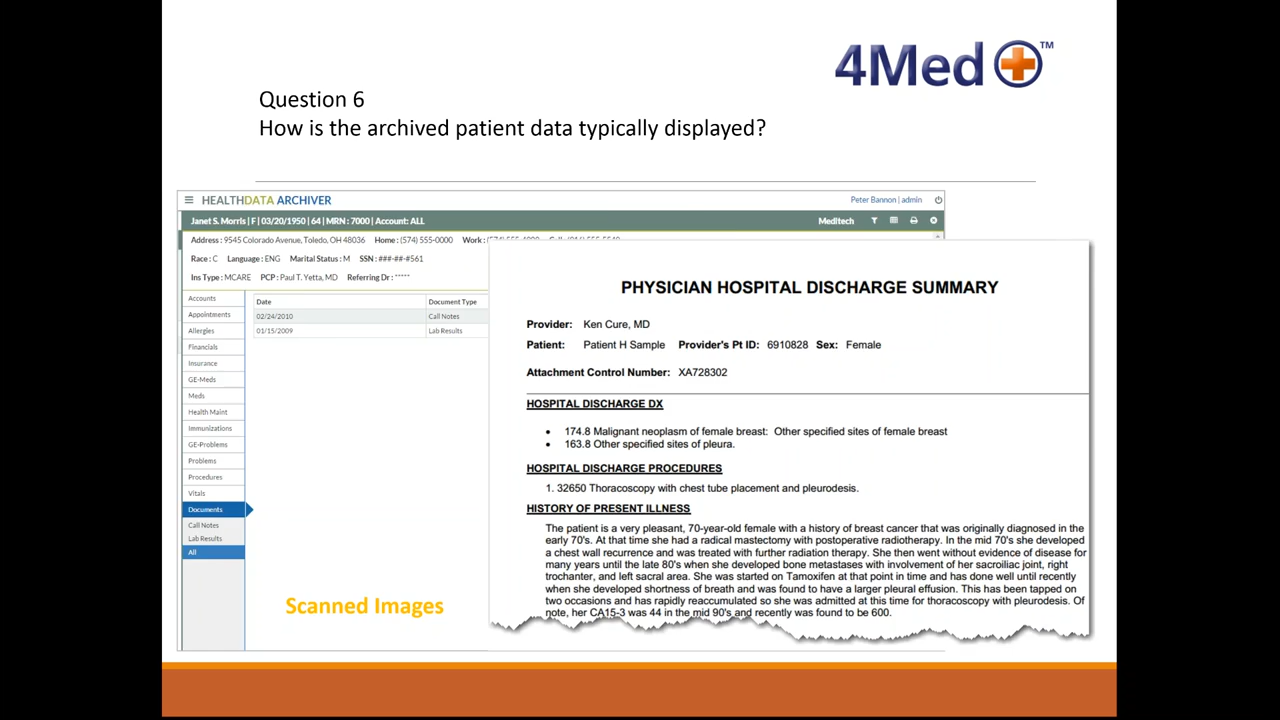 4Med TM
Question 6
How is the archived patient data typically displayed?
HEALTHDATA ARCHIVER
Peter Bannon | admin
Janet S. Morris | F | 03/20/1950 | 64 | MRN : 7000 | Account: ALL
Meditech
Address : 9545 Colorado Avenue, Toledo, OH 48036 Home : (574) 555-0000 Work :
Race : C Language : ENG Marital Status : M SSN : ###-##-#561
Ins Type : MCARE PCP : Paul T. Yetta, MD Referring Dr : *****
Accounts
Appointments
Allergies
Financials
Insurance
GE-Meds
Meds
Health Maint
Immunizations
GE-Problems
Problems
Procedures
Vitals
Documents
Call Notes
Lab Results
All
Date Document Type
02/24/2010 Call Notes
01/15/2009 Lab Results
Scanned Images
PHYSICIAN HOSPITAL DISCHARGE SUMMARY
Provider: Ken Cure, MD
Patient: Patient H Sample Provider's Pt ID: 6910828 Sex: Female
Attachment Control Number: XA728302
HOSPITAL DISCHARGE DX
• 174.8 Malignant neoplasm of female breast: Other specified sites of female breast
• 163.8 Other specified sites of pleura.
HOSPITAL DISCHARGE PROCEDURES
1. 32650 Thoracoscopy with chest tube placement and pleurodesis.
HISTORY OF PRESENT ILLNESS
The patient is a very pleasant, 70-year-old female with a history of breast cancer that was originally diagnosed in the
early 70's. At that time she had a radical mastectomy with postoperative radiotherapy. In the mid 70's she developed
a chest wall recurrence and was treated with further radiation therapy. She then went without evidence of disease for
many years until the late 80's when she developed bone metastases with involvement of her sacroiliac joint, right
trochanter, and left sacral area. She was started on Tamoxifen at that point in time and has done well until recently
when she developed shortness of breath and was found to have a larger pleural effusion. This has been tapped on
two occasions and has rapidly reaccumulated so she was admitted at this time for thoracoscopy with pleurodesis. Of
note, her CA15-3 was 44 in the mid 90's and recently was found to be 600.